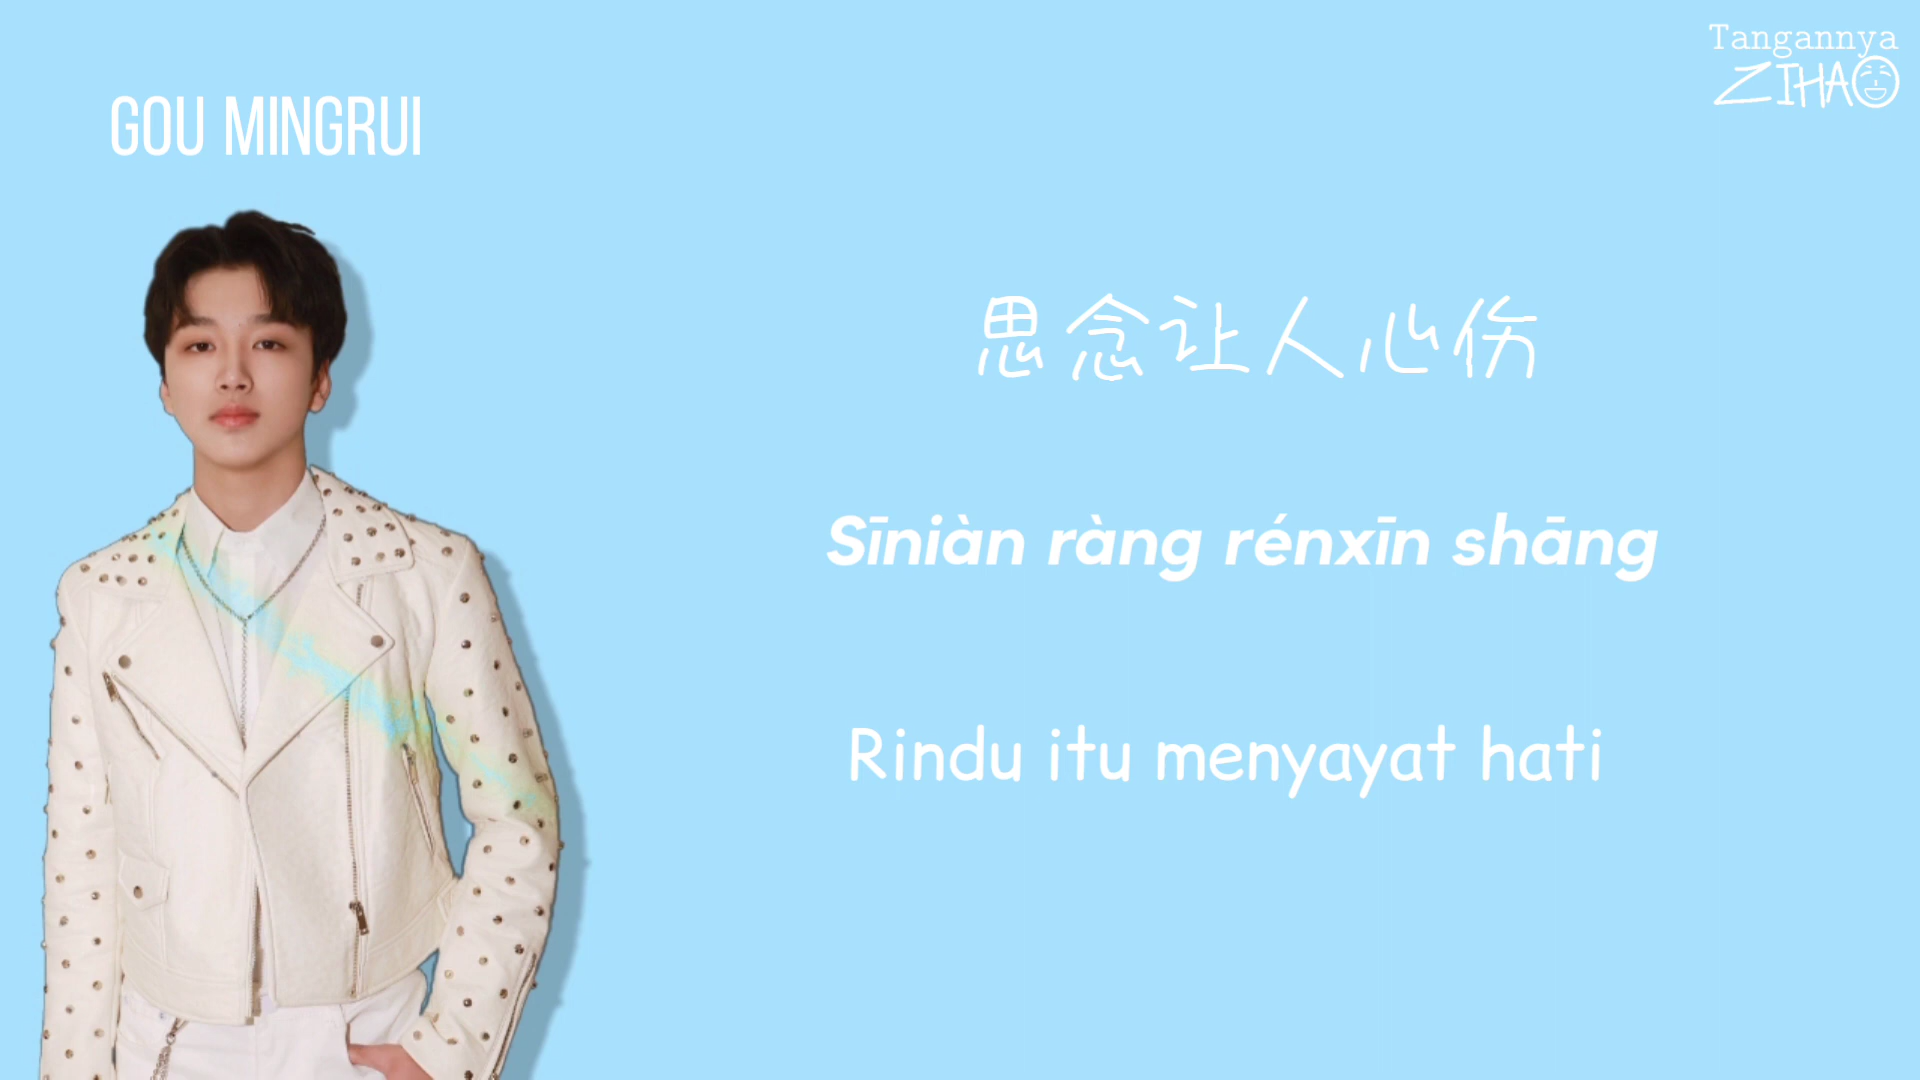 Tangannya
ZIHAO
GOU MINGRUI
思念让人心伤
Sīniàn ràng rénxīn shāng
Rindu itu menyayat hati